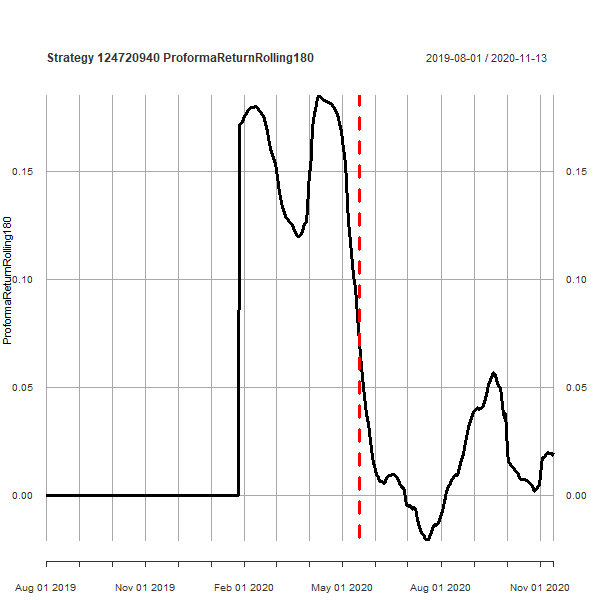 Strategy 124720940 ProformaReturnRolling180
2019-08-01 / 2020-11-13
ProformaReturnRolling180
0.15
0.10
0.05
0.00
0.15
0.10
0.05
0.00
Aug 01 2019
Nov 01 2019
Feb 01 2020
May 01 2020
Aug 01 2020
Nov 01 2020